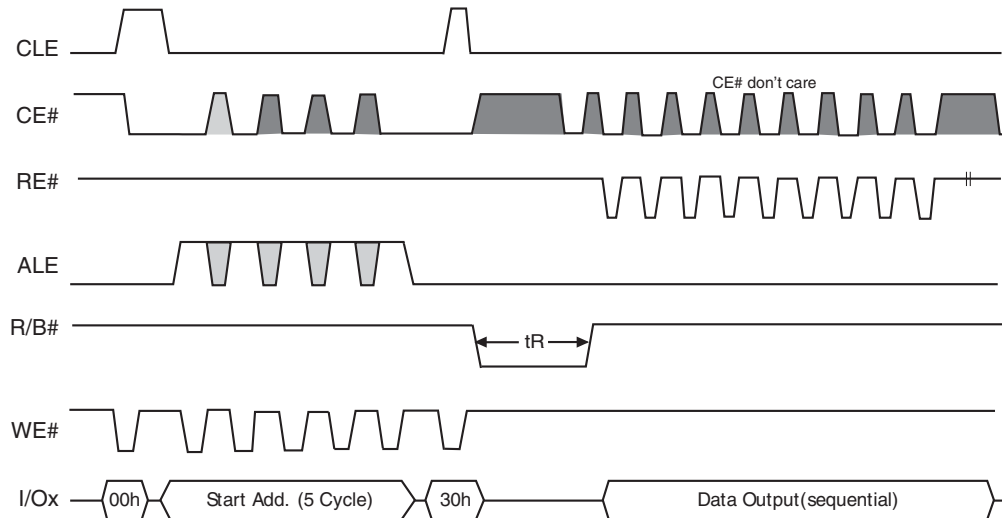 CLE
CE#
CE# don't care
RE#
ALE
R/B#
tR
WE#
I/Ox
00h
Start Add. (5 Cycle)
30h
Data Output(sequential)